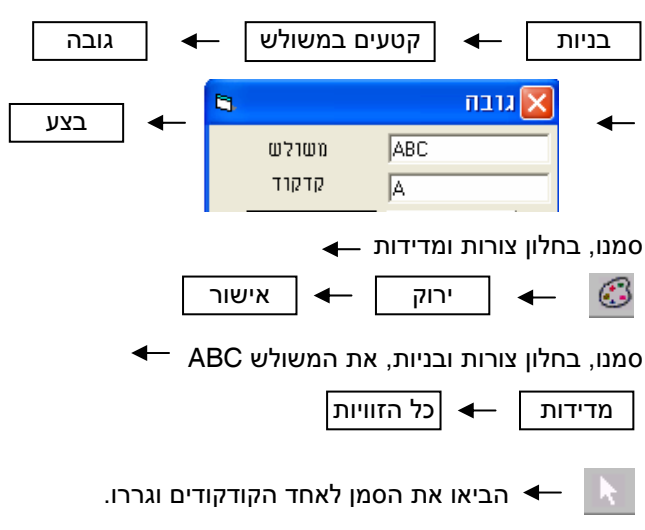 בניות קטעים במשולש גובה
גובה
משולש ABC
קדקוד A
בצע
סמנו, בחלון צורות ומדידות
ירוק אישור
סמנו, בחלון צורות ובניות, את המשולש ABC
מדידות כל הזוויות
הביאו את הסמן לאחד הקודקודים וגררו.